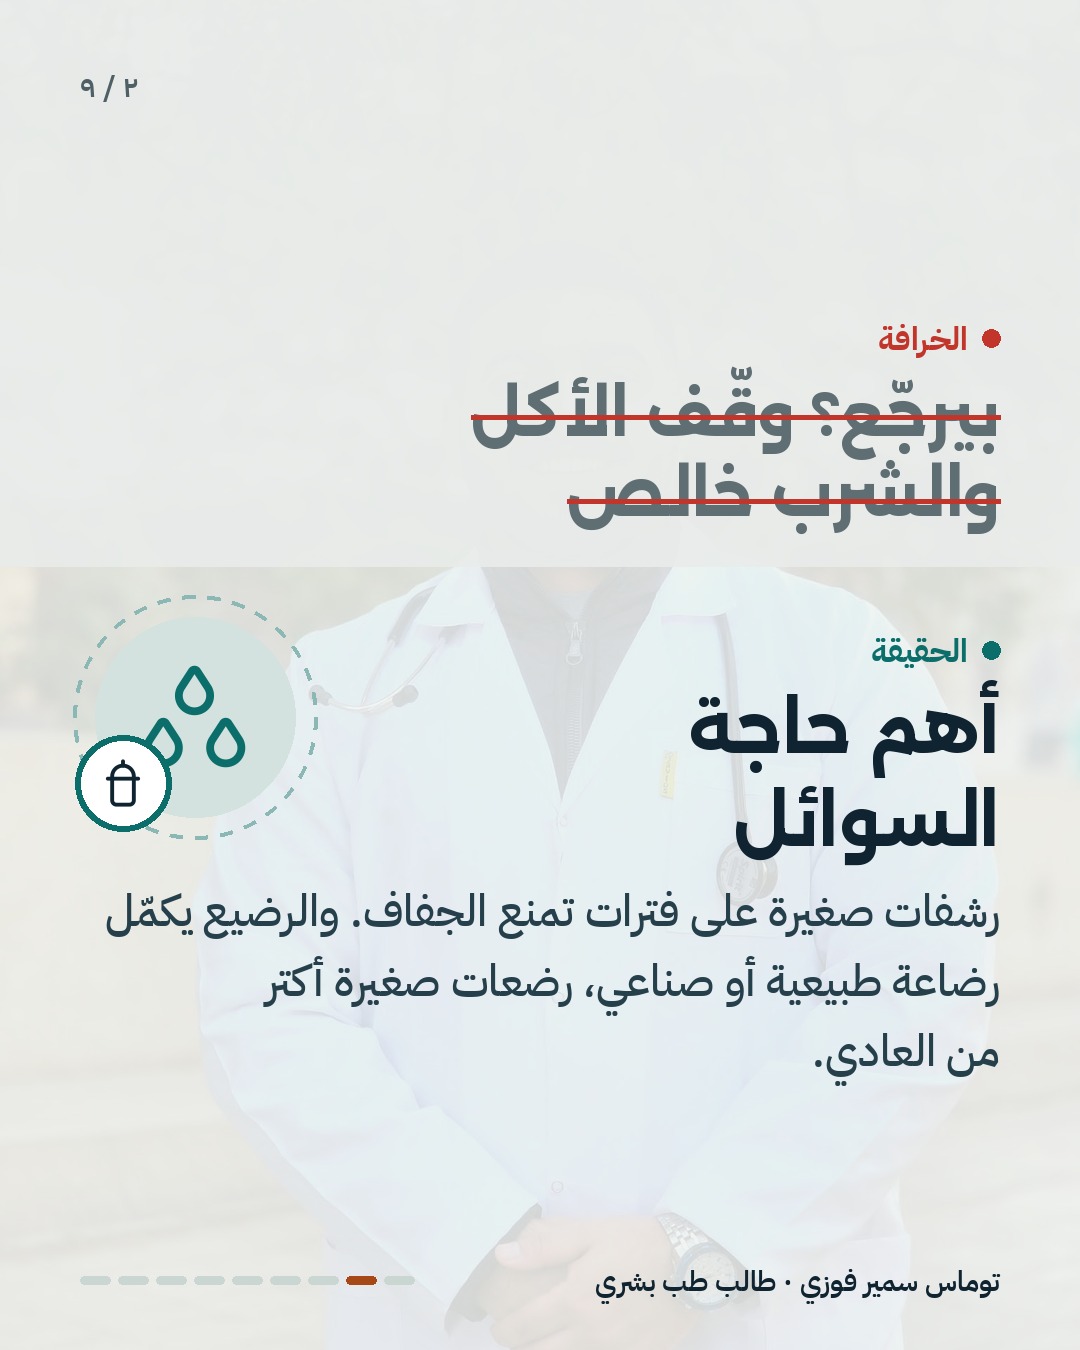 ٢ / ٩
الخرافة
بيرجّع؟ وقّف الأكل
والشرب خالص
الحقيقة
أهم حاجة
السوائل
رشفات صغيرة على فترات تمنع الجفاف. والرضيع يكمّل
رضاعة طبيعية أو صناعي، رضعات صغيرة أكتر
من العادي.
توماس سمير فوزي · طالب طب بشري